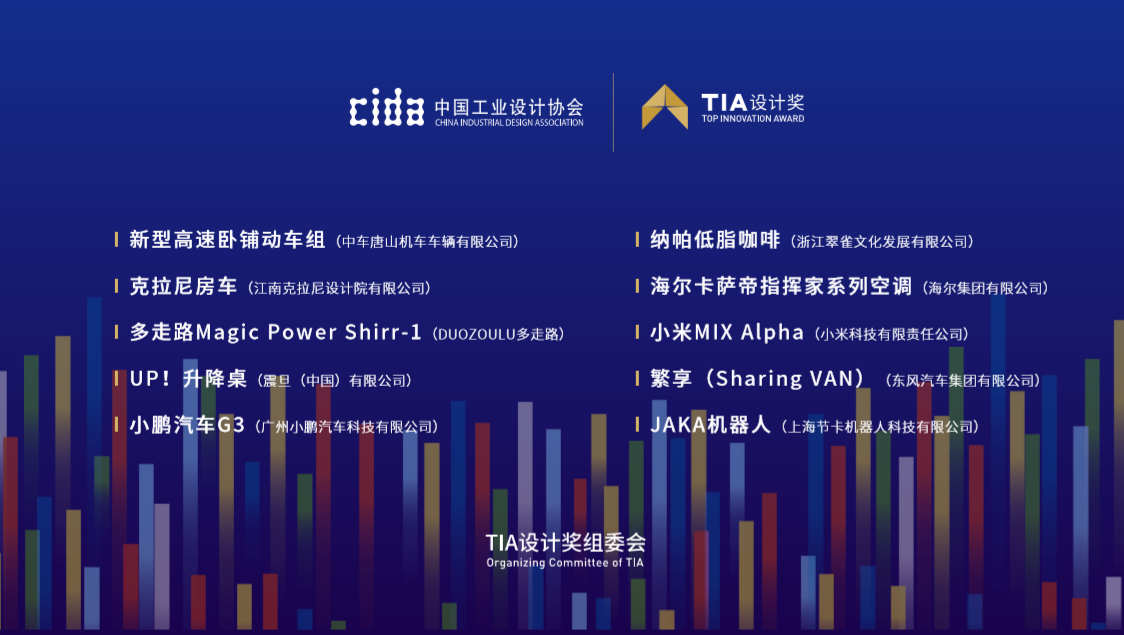 cida 中国工业设计协会
CHINA INDUSTRIAL DESIGN ASSOCIATION
TIA设计奖
TOP INNOVATION AWARD
新型高速卧铺动车组（中车唐山机车车辆有限公司）
克拉尼房车（江南克拉尼设计院有限公司）
多走路Magic Power Shirr-1（DUOZOULU多走路）
UP！升降桌（震旦（中国）有限公司）
小鹏汽车G3（广州小鹏汽车科技有限公司）
纳帕低脂咖啡（浙江翠雀文化发展有限公司）
海尔卡萨帝指挥家系列空调（海尔集团有限公司）
小米MIX Alpha（小米科技有限责任公司）
繁享（Sharing VAN）（东风汽车集团有限公司）
JAKA机器人（上海节卡机器人科技有限公司）
TIA设计奖组委会
Organizing Committee of TIA